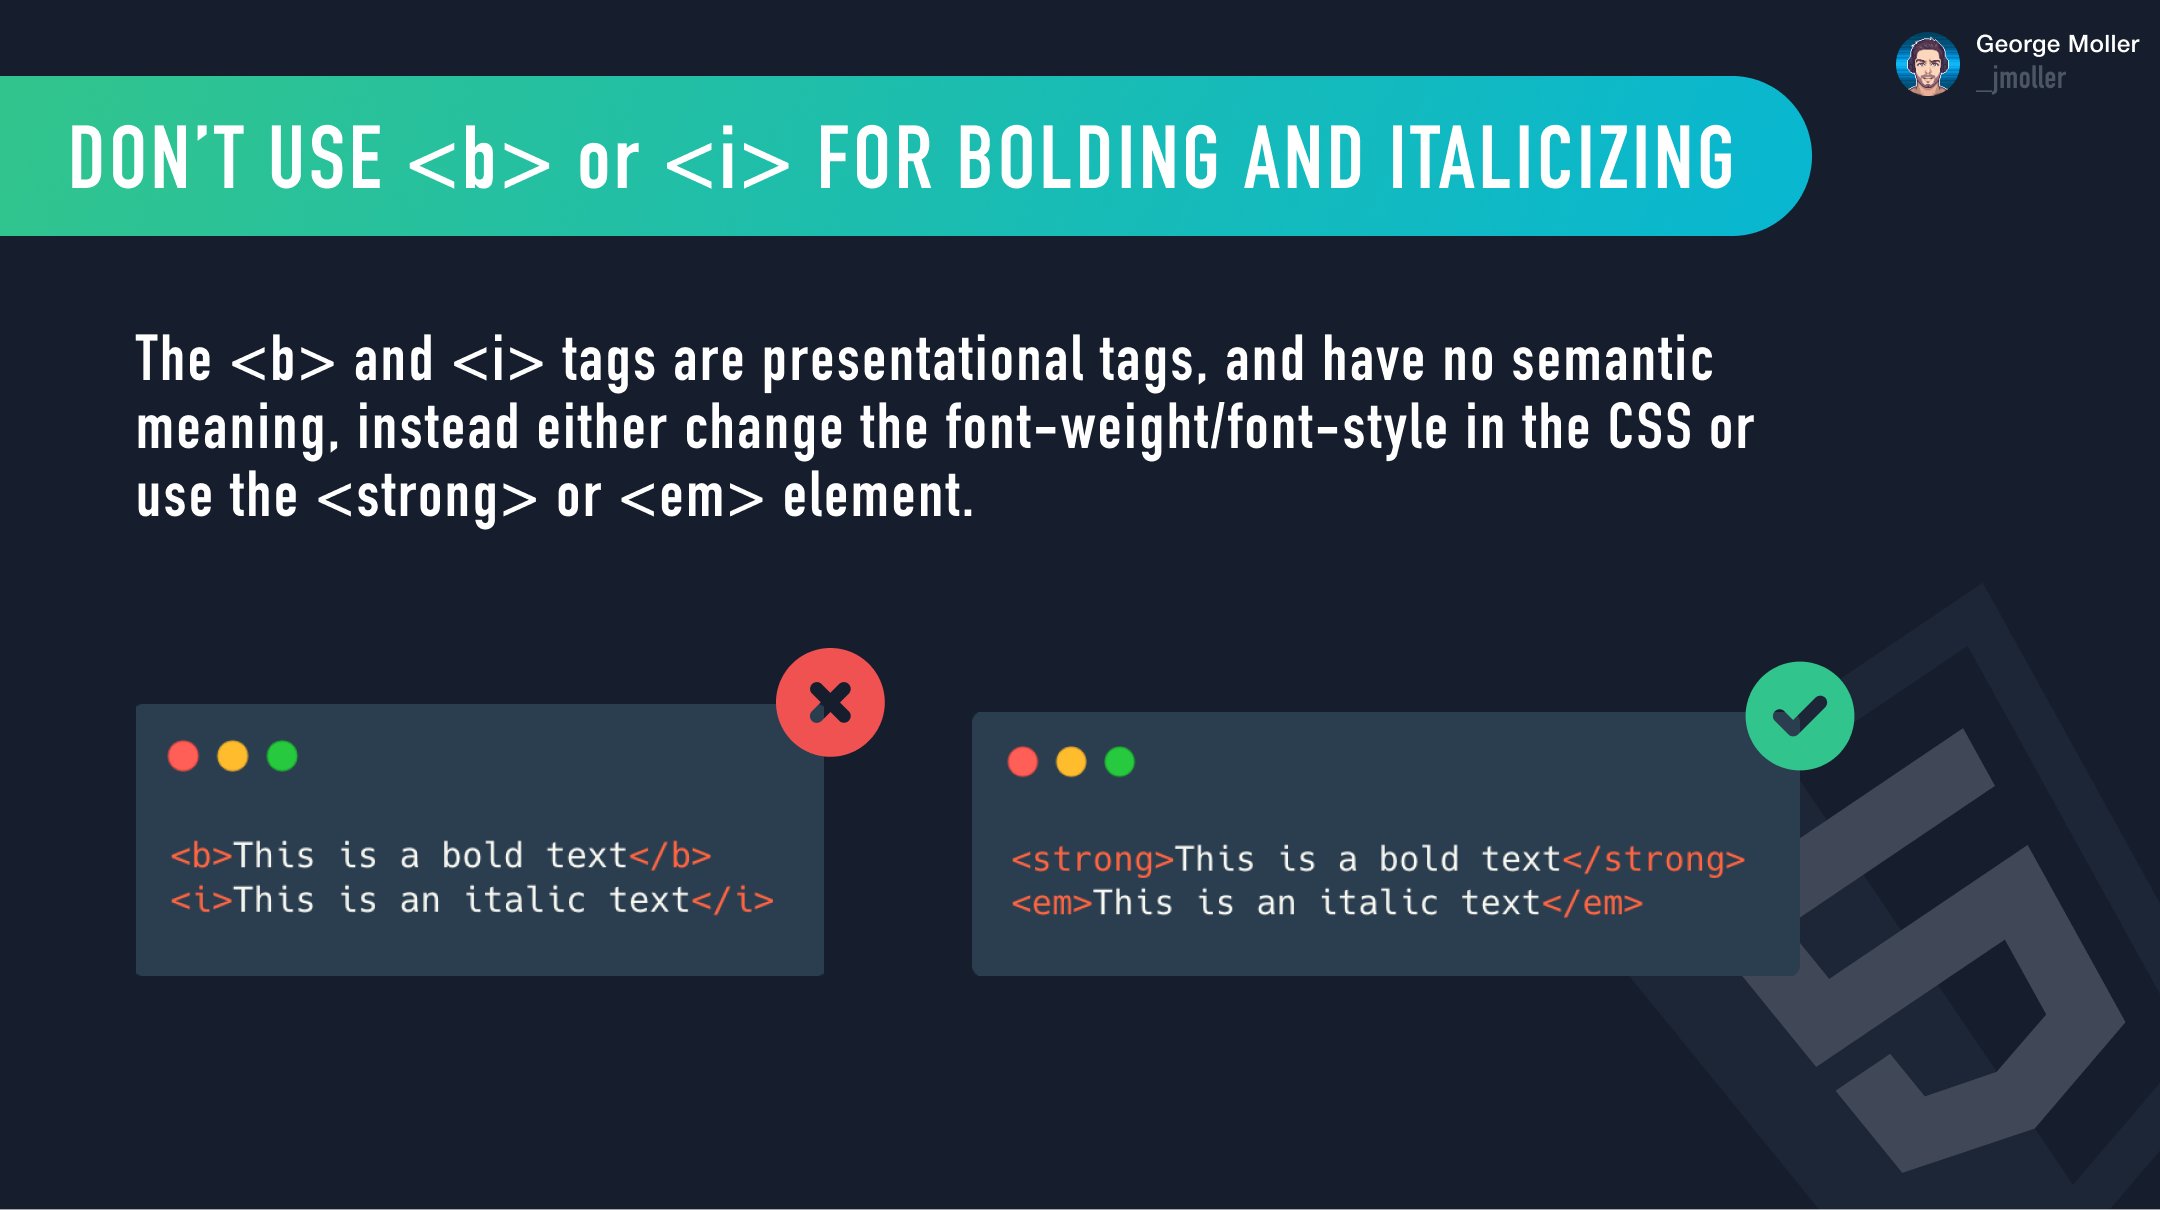 George Moller
_jmoller
DON'T USE <b> or <i> FOR BOLDING AND ITALICIZING
The <b> and <i> tags are presentational tags, and have no semantic
meaning, instead either change the font-weight/font-style in the CSS or
use the <strong> or <em> element.
<b>This is a bold text</b>
<i>This is an italic text</i>
<strong>This is a bold text</strong>
<em>This is an italic text</em>